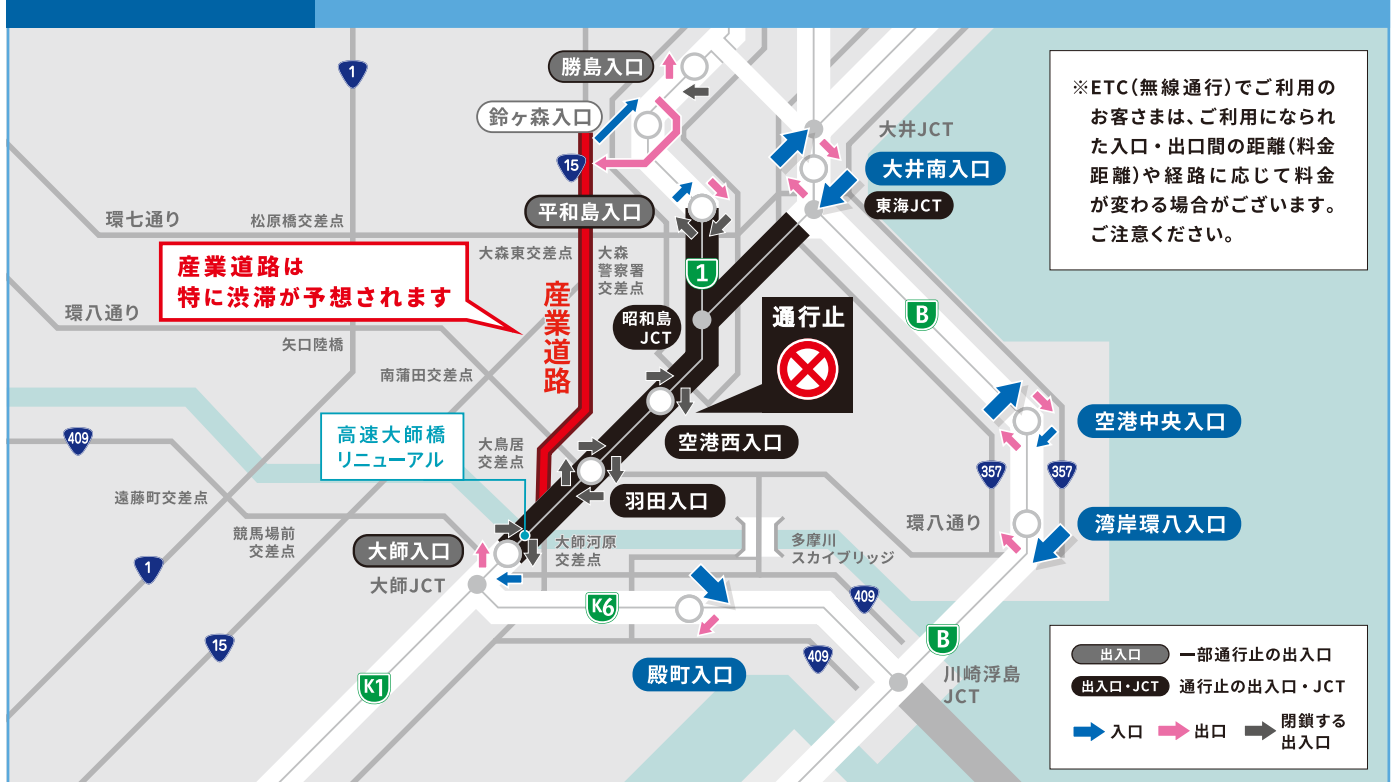 勝島入口
1
鈴ヶ森入口
15
大井JCT
大井南入口
東海JCT
平和島入口
環七通り
松原橋交差点
大森東交差点
大森
警察署
交差点
産業道路は
特に渋滞が予想されます
1
産業道路
昭和島
JCT
通行止
B
環八通り
矢口陸橋
南蒲田交差点
高速大師橋
リニューアル
大鳥居
交差点
空港西入口
空港中央入口
409
357
357
羽田入口
遠藤町交差点
競馬場前
交差点
大師入口
大師JCT
大師河原
交差点
多摩川
スカイブリッジ
環八通り
湾岸環八入口
1
K6
409
15
409
B
殿町入口
K1
川崎浮島
JCT
※ETC(無線通行)でご利用の
お客さまは、ご利用になられ
た入口・出口間の距離(料金
距離)や経路に応じて料金
が変わる場合がございます。
ご注意ください。
出入口 一部通行止の出入口
出入口・JCT 通行止の出入口・JCT
入口 出口 閉鎖する
出入口